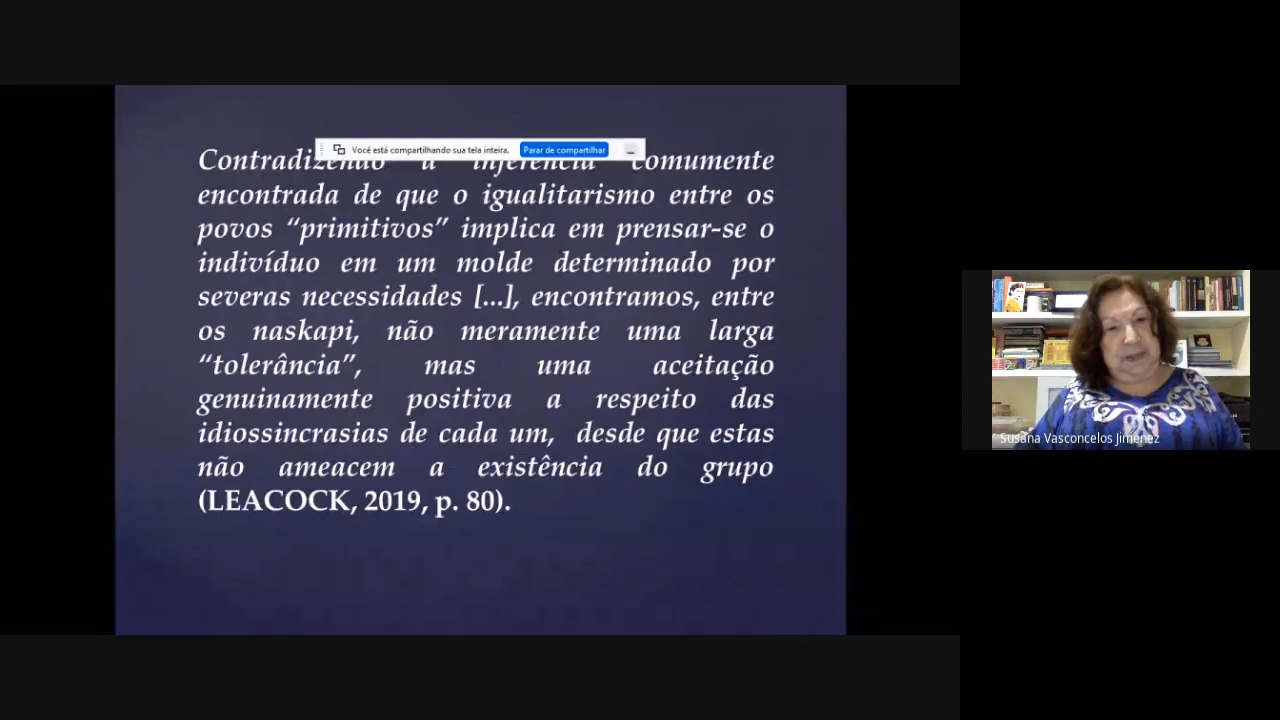 Você está compartilhando sua tela inteira. Parar de compartilhar
Contradizendo a inferência comumente
encontrada de que o igualitarismo entre os
povos “primitivos” implica em prensar-se o
indivíduo em um molde determinado por
severas necessidades [...], encontramos, entre
os naskapi, não meramente uma larga
“tolerância”, mas uma aceitação
genuinamente positiva a respeito das
idiossincrasias de cada um, desde que estas
não ameacem a existência do grupo
(LEACOCK, 2019, p. 80).
Susana Vasconcelos Jimenez